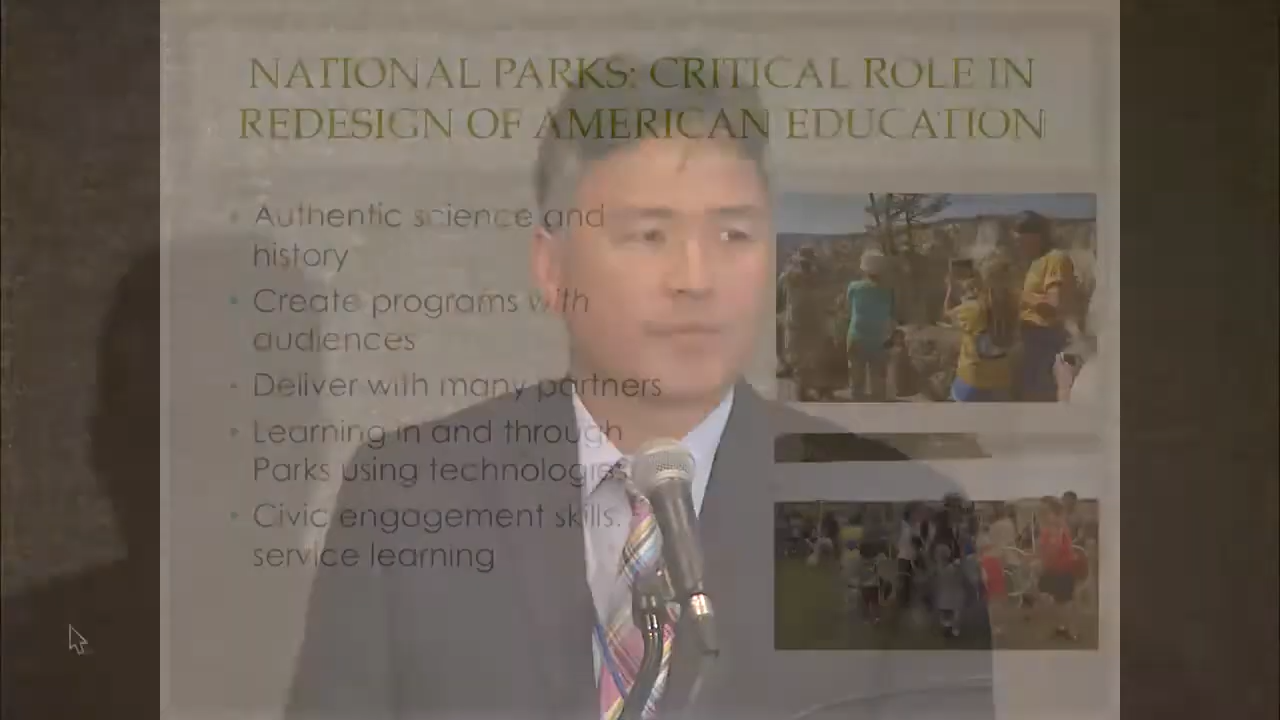 NATIONAL PARKS: CRITICAL ROLE IN
REDESIGN OF AMERICAN EDUCATION
• Authentic science and
history
• Create programs with
audiences
• Deliver with many partners
• Learning in and through
Parks using technologies
• Civic engagement skills:
service learning